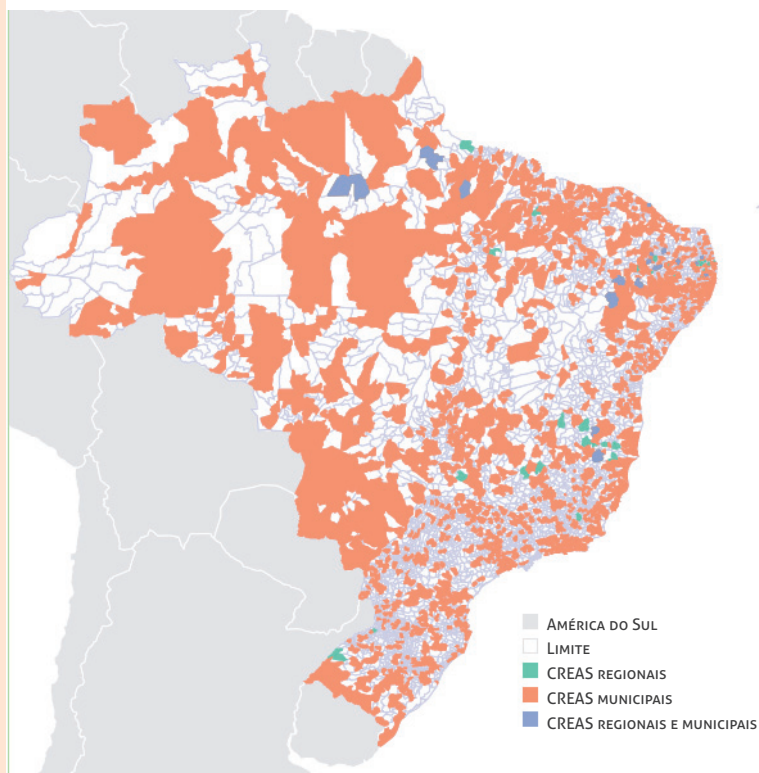 América do Sul
Limite
CREAS regionais
CREAS municipais
CREAS regionais e municipais